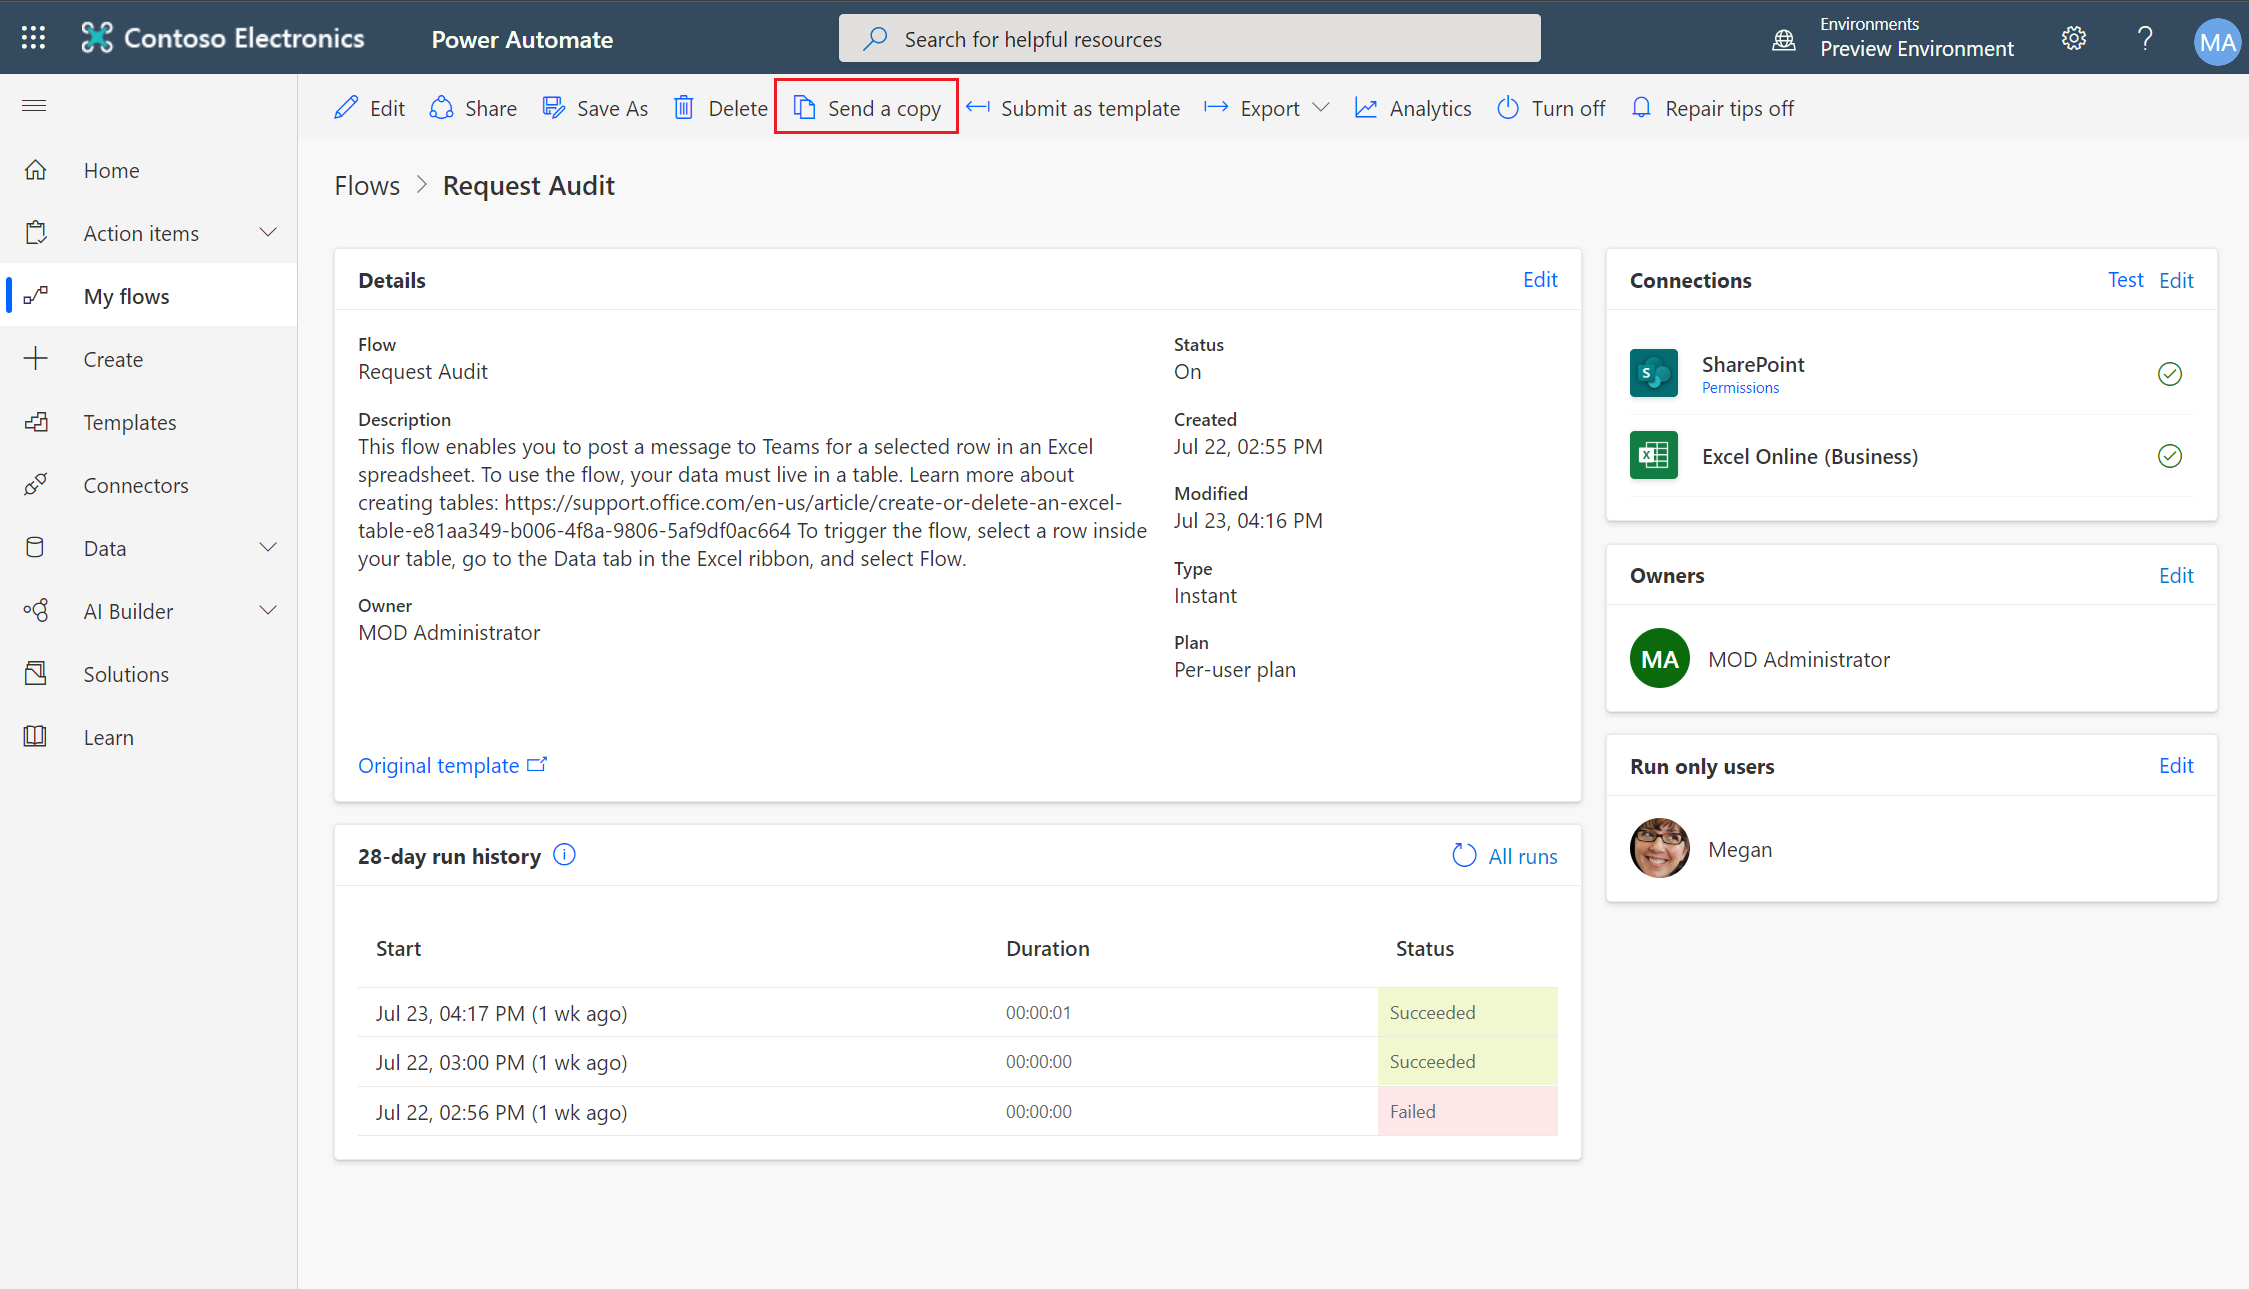 Contoso Electronics
Power Automate
Search for helpful resources
Environments
Preview Environment
?
MA
Edit
Share
Save As
Delete
Send a copy
Submit as template
Export
Analytics
Turn off
Repair tips off
Home
Action items
My flows
Create
Templates
Connectors
Data
AI Builder
Solutions
Learn
Flows > Request Audit
Details
Edit
Flow
Request Audit
Description
This flow enables you to post a message to Teams for a selected row in an Excel
spreadsheet. To use the flow, your data must live in a table. Learn more about
creating tables: https://support.office.com/en-us/article/create-or-delete-an-excel-
table-e81aa349-b006-4f8a-9806-5af9df0ac664 To trigger the flow, select a row inside
your table, go to the Data tab in the Excel ribbon, and select Flow.
Owner
MOD Administrator
Status
On
Created
Jul 22, 02:55 PM
Modified
Jul 23, 04:16 PM
Type
Instant
Plan
Per-user plan
Original template
28-day run history
All runs
Start Duration Status
Jul 23, 04:17 PM (1 wk ago) 00:00:01 Succeeded
Jul 22, 03:00 PM (1 wk ago) 00:00:00 Succeeded
Jul 22, 02:56 PM (1 wk ago) 00:00:00 Failed
Connections
Test Edit
S
SharePoint
Permissions
X
Excel Online (Business)
Owners
Edit
MA
MOD Administrator
Run only users
Edit
Megan